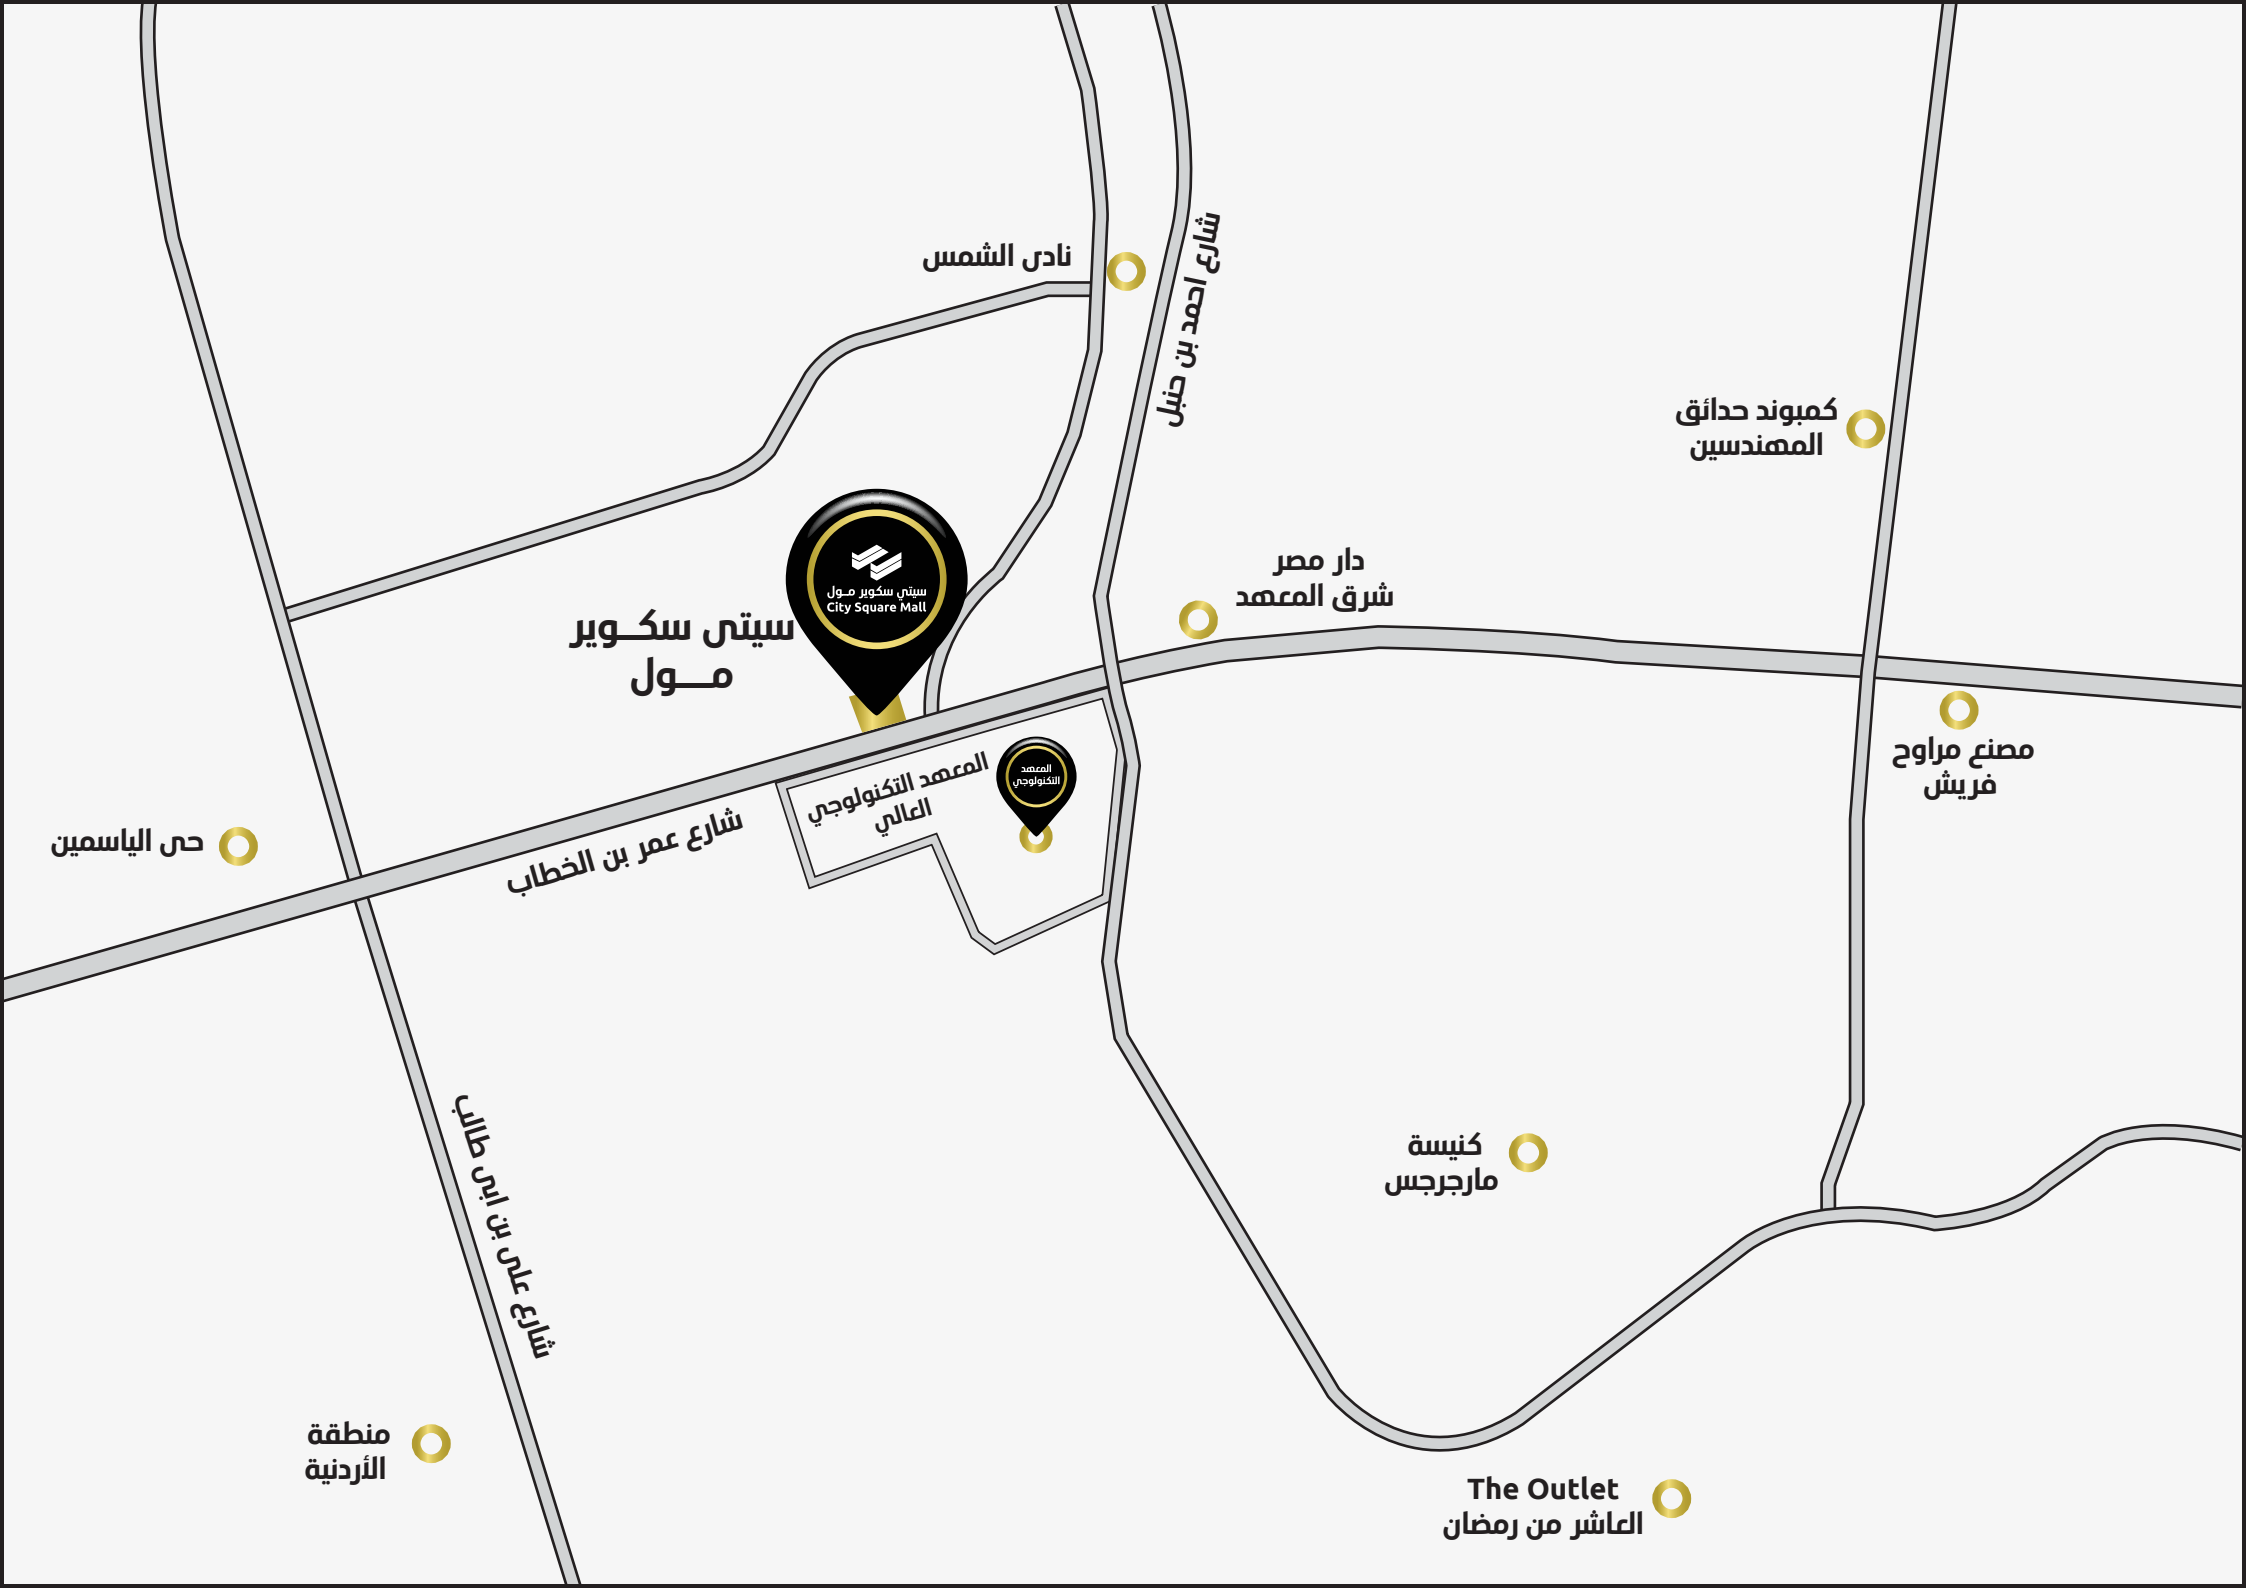 نادى الشمس
شارع احمد بن حنبل
كمبوند حدائق
المهندسين
دار مصر
شرق المعهد
سيتي سكوير مـول
City Square Mall
سيتى سكــوير
مــــول
مصنع مراوح
فريش
المعهد
التكنولوجي
المعهد التكنولوجي
العالي
شارع عمر بن الخطاب
حى الياسمين
شارع على بن ابى طالب
كنيسة
مارجرجس
منطقة
الأردنية
The Outlet
العاشر من رمضان